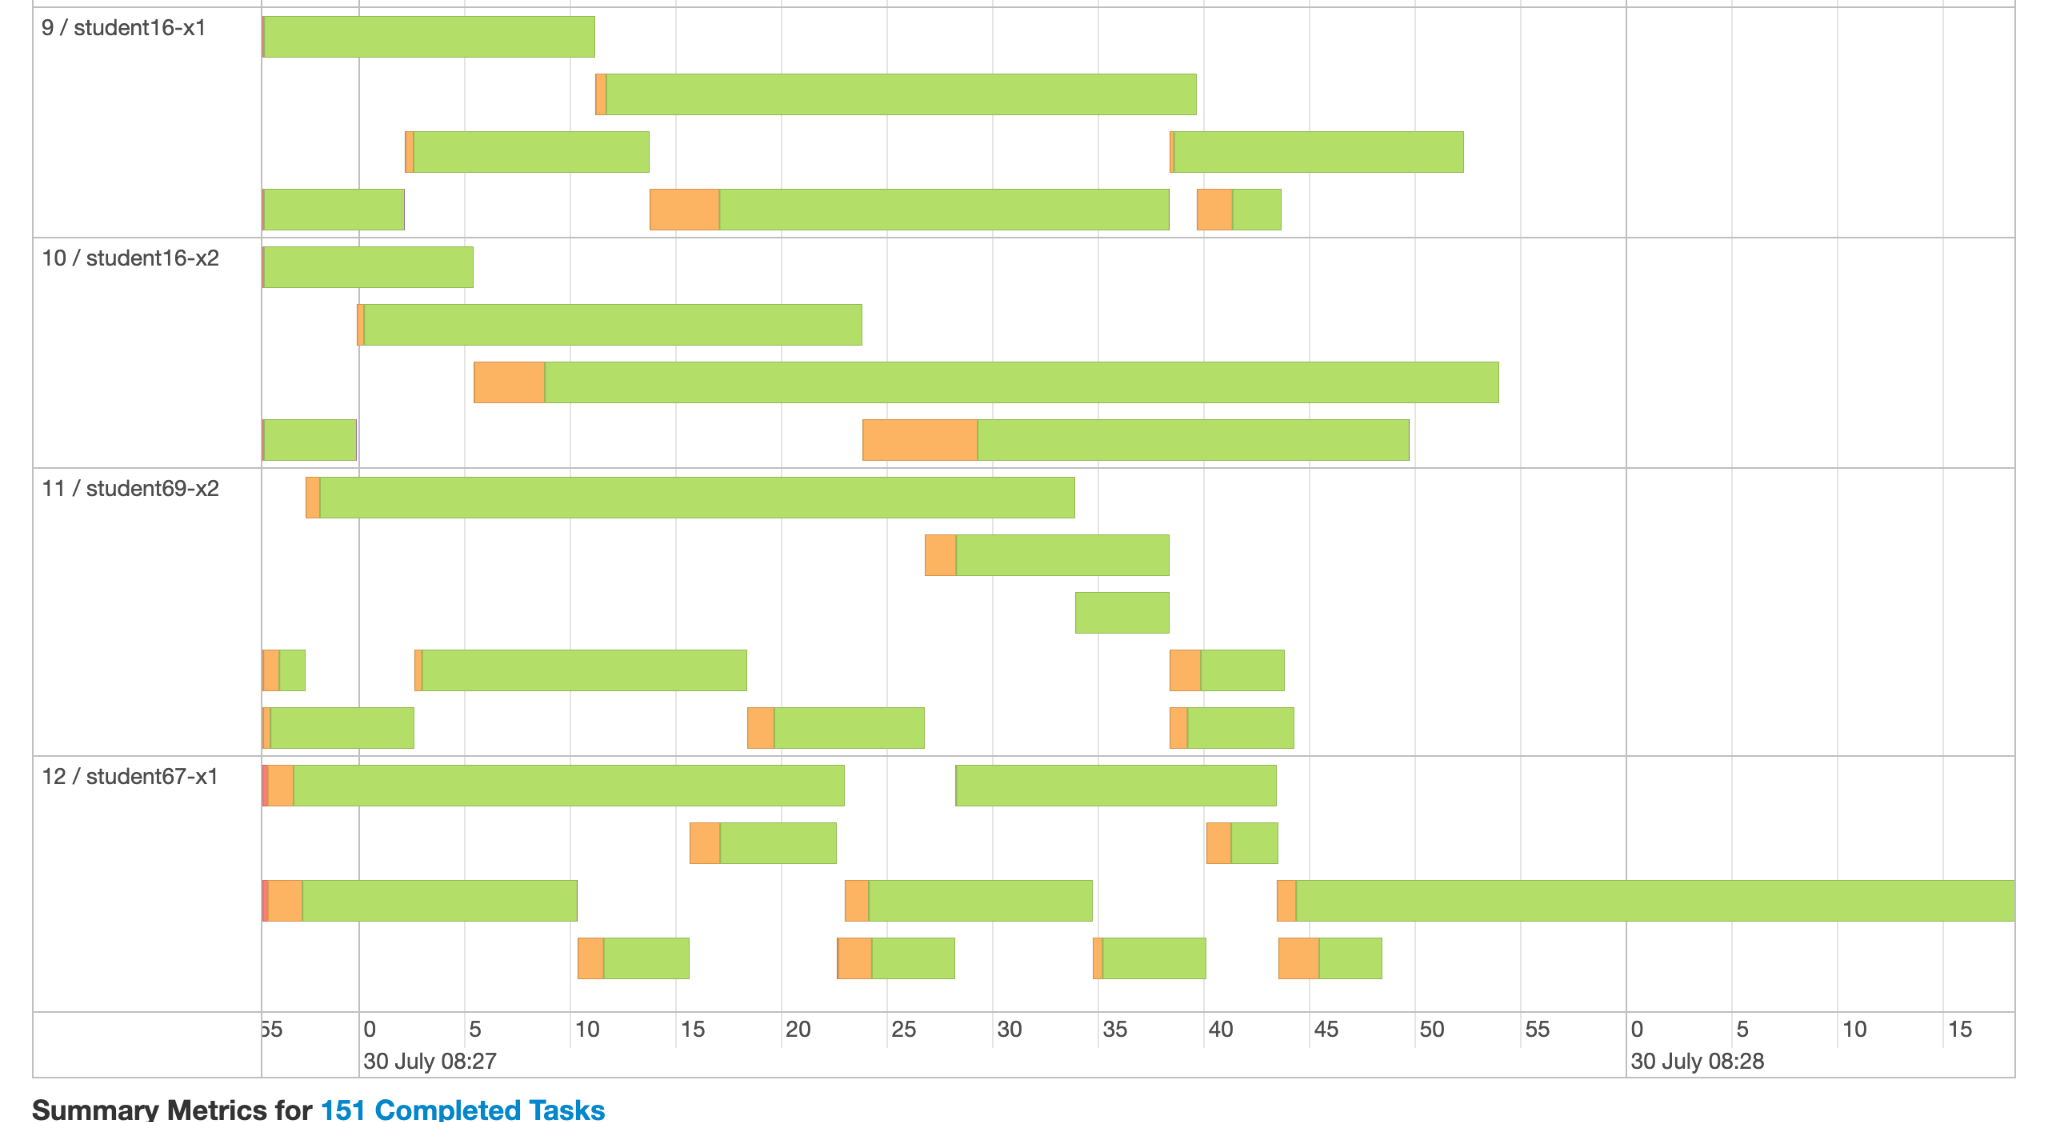 9 / student16-x1
10 / student16-x2
11 / student69-x2
12 / student67-x1
55 0 5 10 15 20 25 30 35 40 45 50 55 0 5 10 15
30 July 08:27 30 July 08:28
Summary Metrics for 151 Completed Tasks